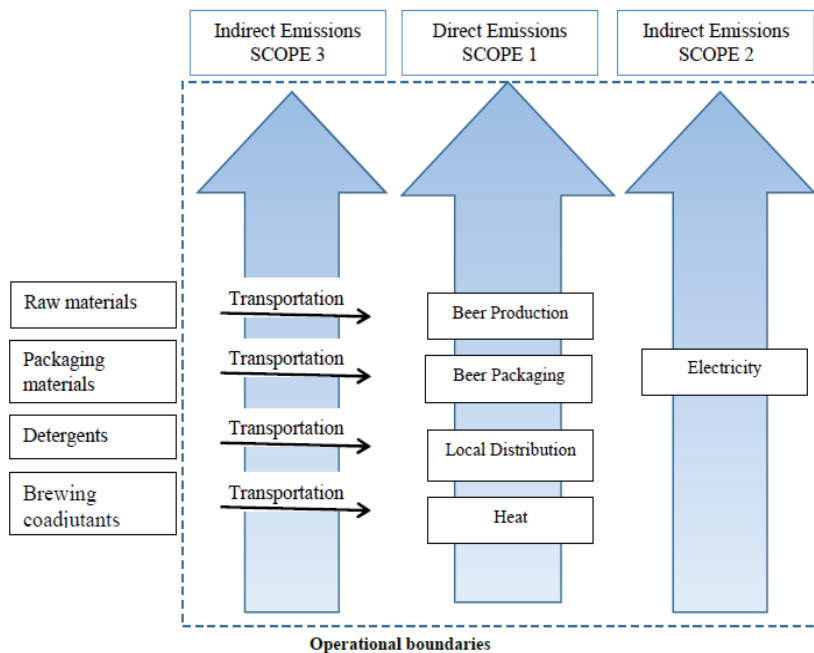 Indirect Emissions
SCOPE 3
Direct Emissions
SCOPE 1
Indirect Emissions
SCOPE 2
Raw materials
Transportation
Beer Production
Packaging
materials
Transportation
Beer Packaging
Electricity
Detergents
Transportation
Local Distribution
Brewing
coadjutants
Transportation
Heat
Operational boundaries